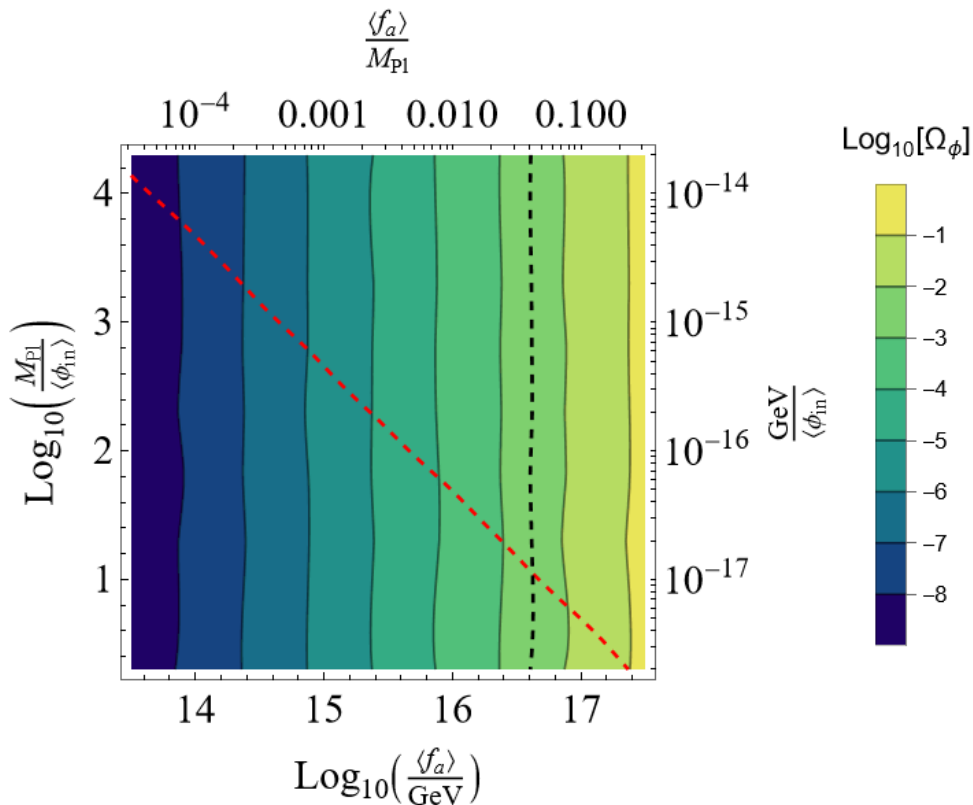 ⟨f_a⟩
M_Pl
10^−4 0.001 0.010 0.100
Log_10[Ω_ϕ]
4
3
2
1
Log_10(M_Pl/⟨ϕ_in⟩)
10^−14
10^−15
10^−16
10^−17
GeV
⟨ϕ_in⟩
−1
−2
−3
−4
−5
−6
−7
−8
14 15 16 17
Log_10(⟨f_a⟩/GeV)